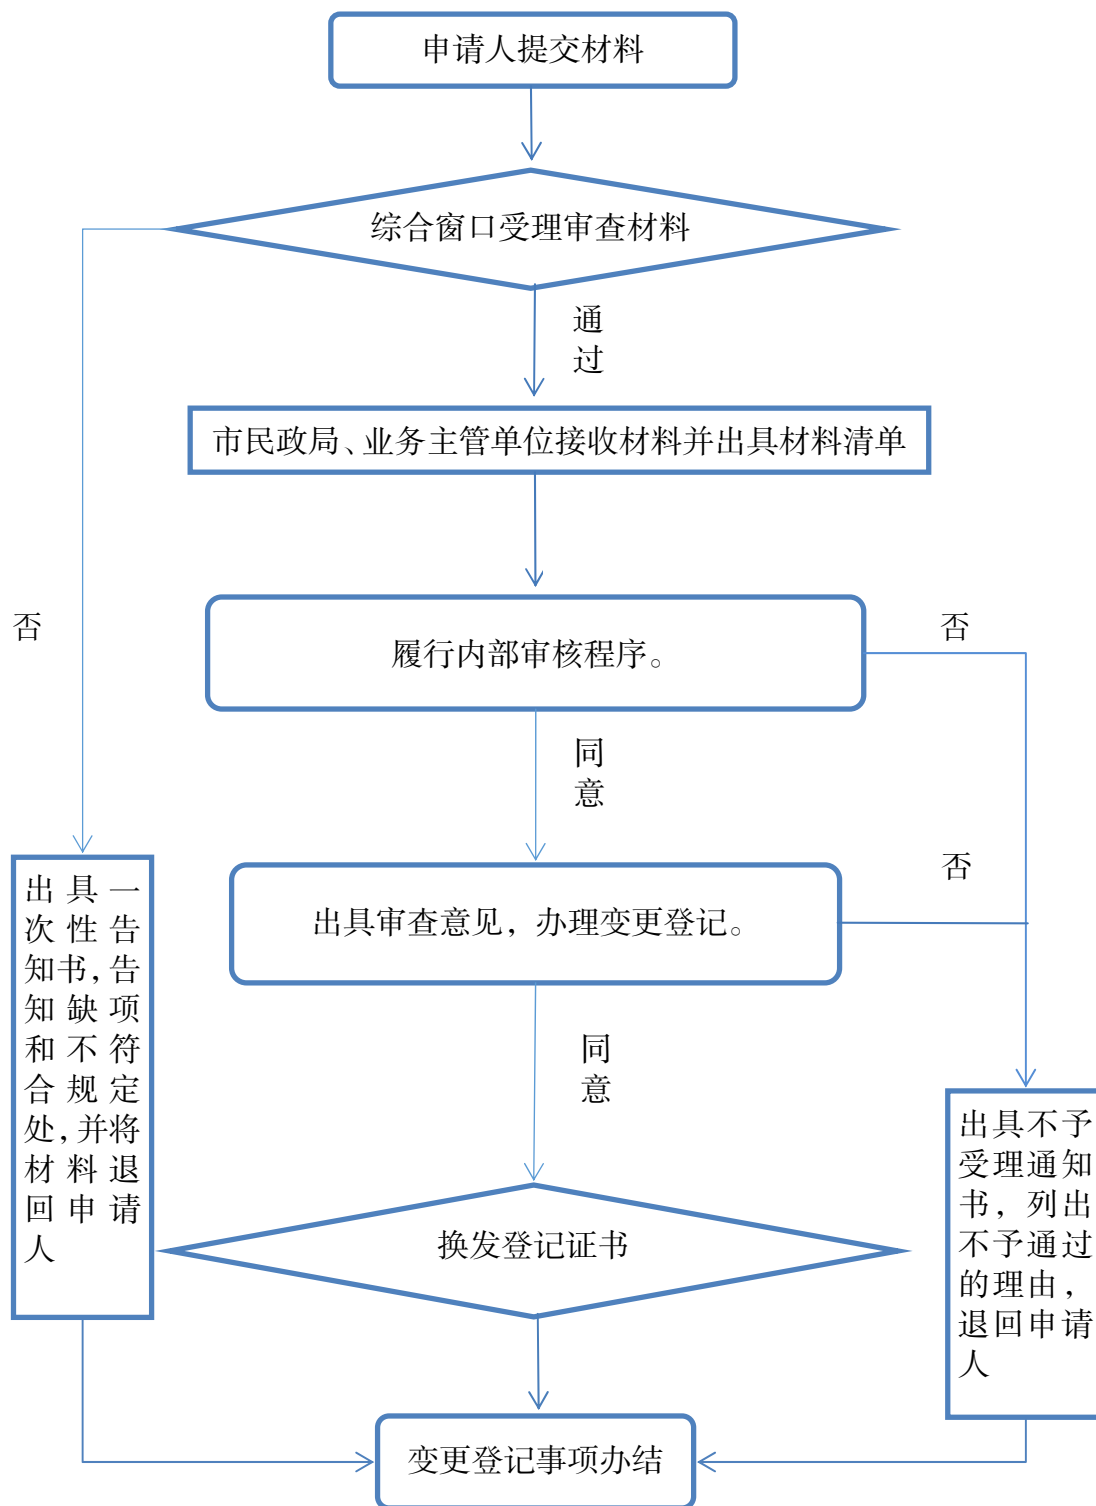 申请人提交材料
综合窗口受理审查材料
通
过
市民政局、业务主管单位接收材料并出具材料清单
否
履行内部审核程序。
否
同
意
出具审查意见，办理变更登记。
否
出具一
次性告
知书，告
知缺项
和不符
合规定
处，并将
材料退
回申请
人
同
意
出具不予
受理通知
书，列出
不予通过
的理由，
退回申请
人
换发登记证书
变更登记事项办结